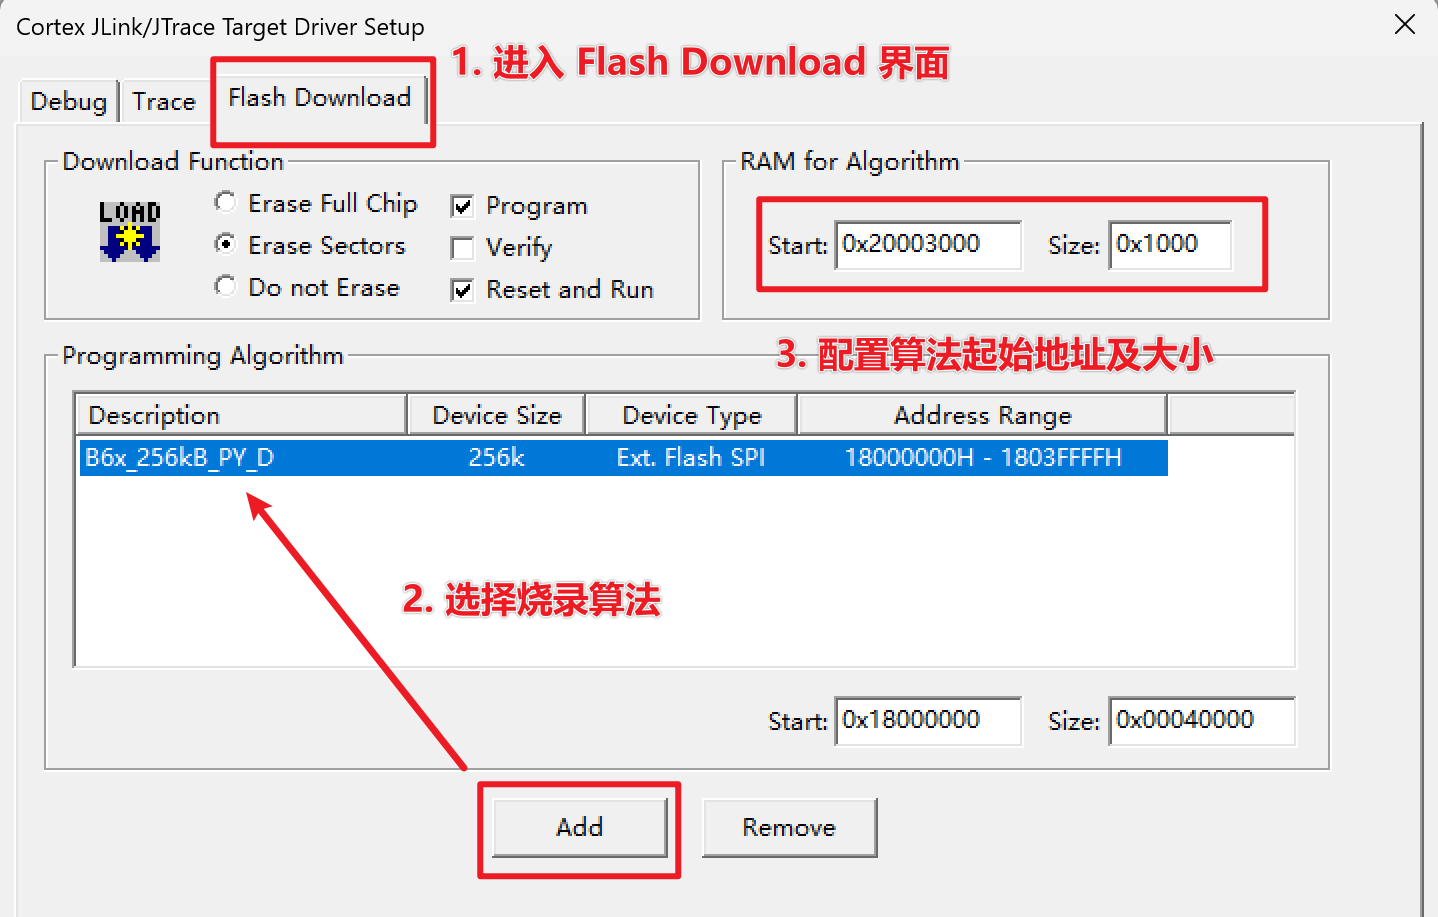 Cortex JLink/JTrace Target Driver Setup
1. 进入 Flash Download 界面
Debug
Trace
Flash Download
Download Function
LOAD
Erase Full Chip
Erase Sectors
Do not Erase
Program
Verify
Reset and Run
RAM for Algorithm
Start: 0x20003000 Size: 0x1000
3. 配置算法起始地址及大小
Programming Algorithm
Description Device Size Device Type Address Range
B6x_256kB_PY_D 256k Ext. Flash SPI 18000000H - 1803FFFFH
2. 选择烧录算法
Start: 0x18000000 Size: 0x00040000
Add
Remove